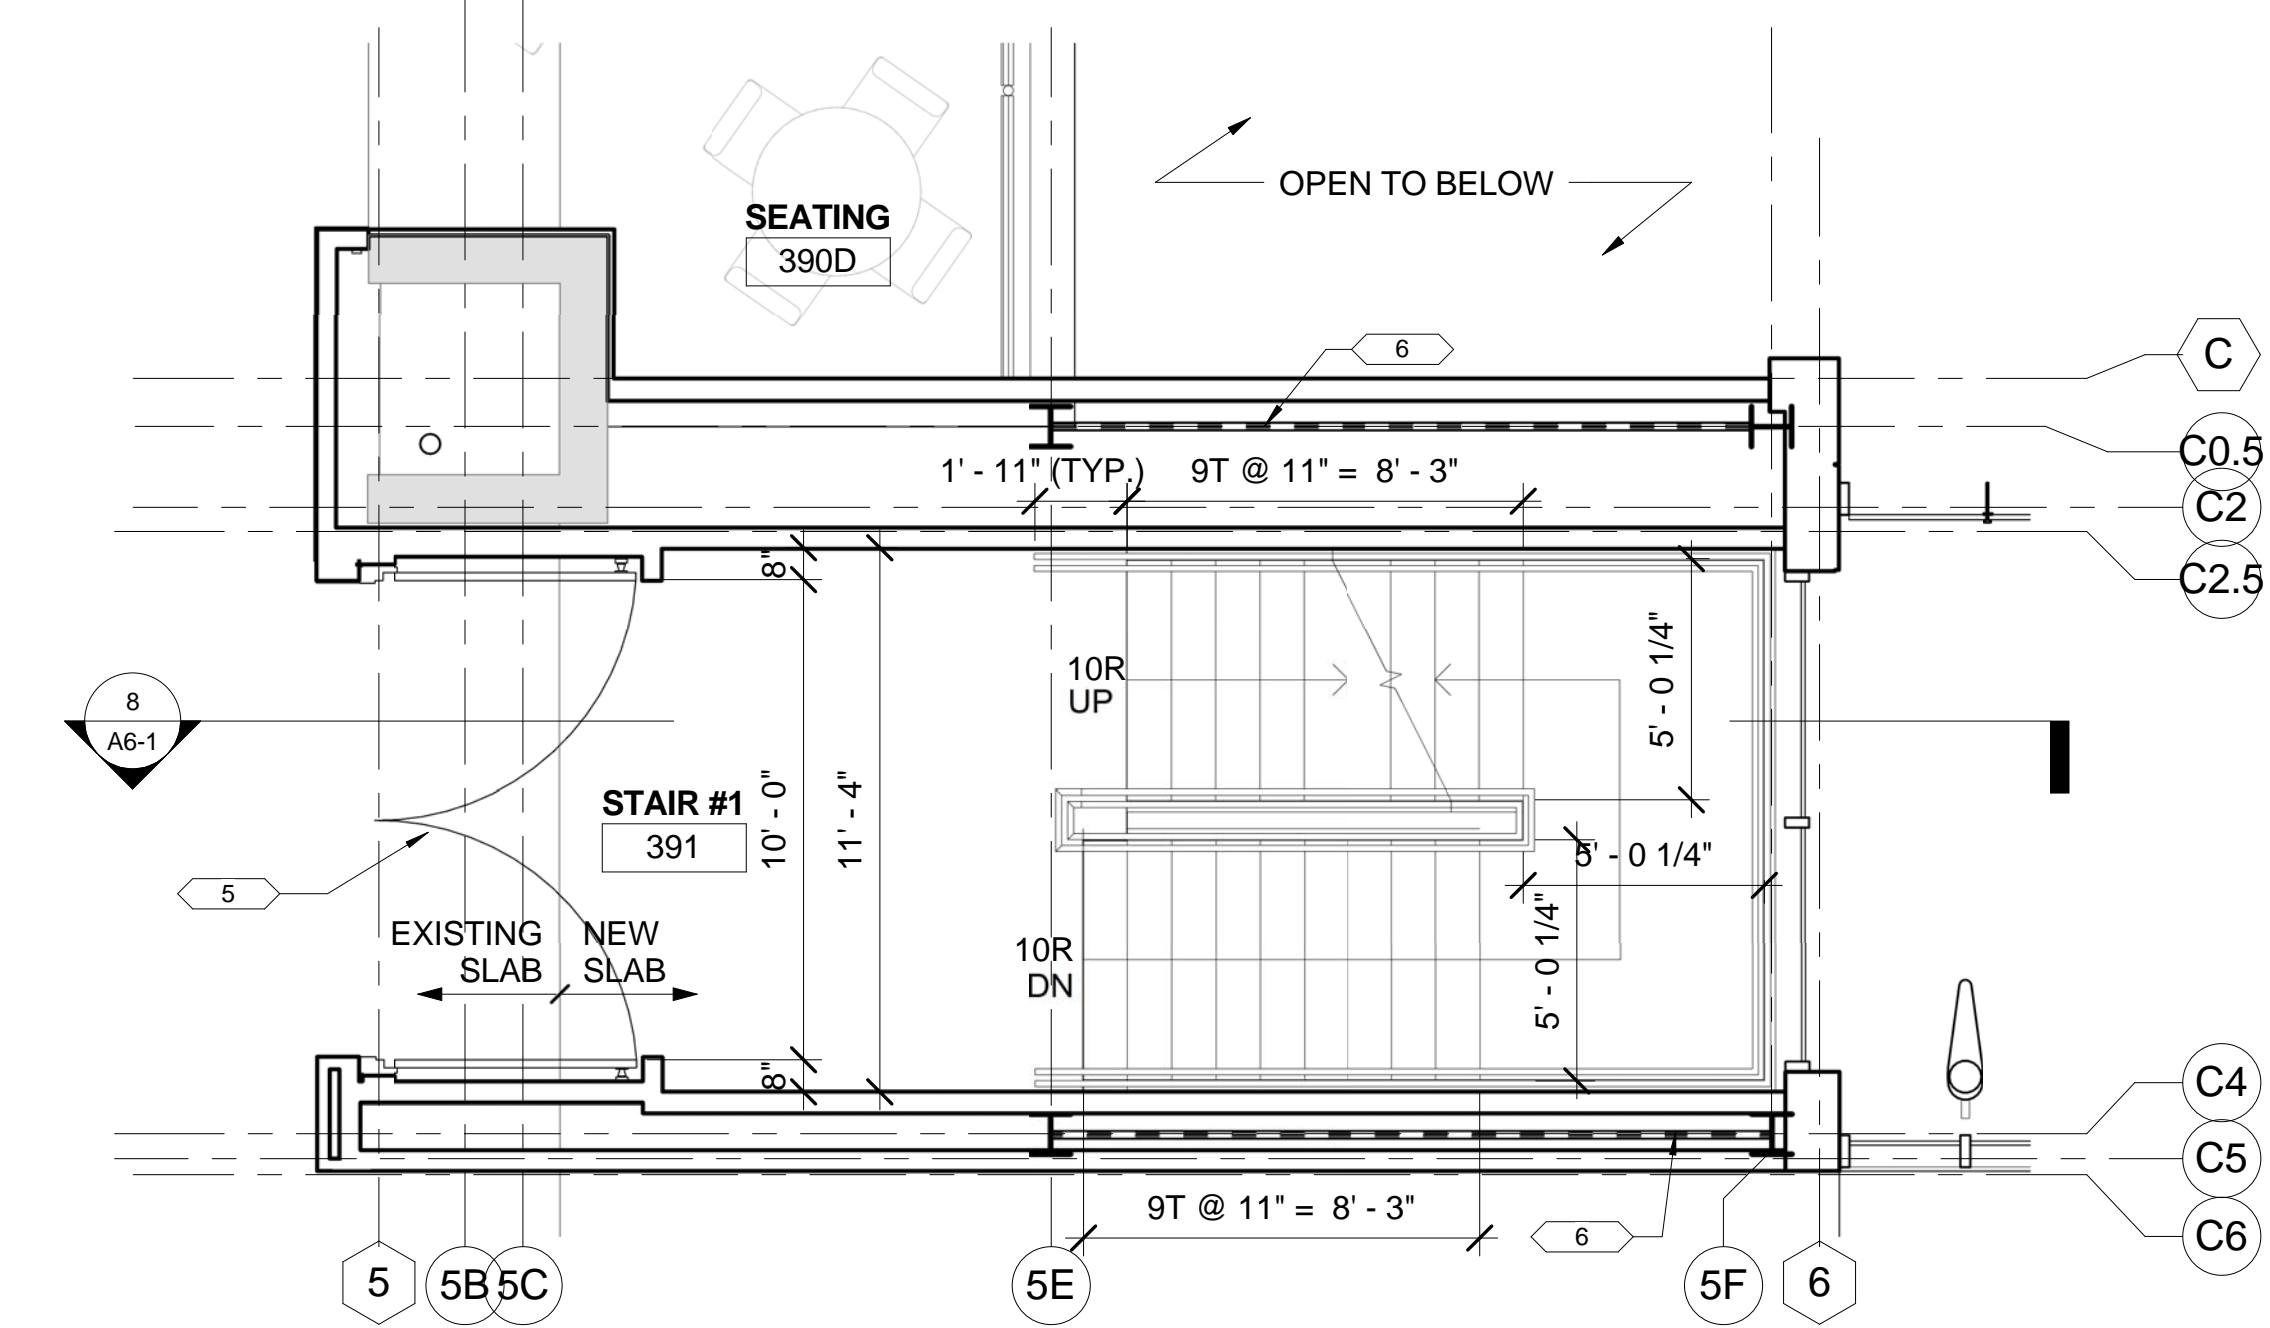 OPEN TO BELOW
SEATING
390D
6
C
C0.5
1' - 11" (TYP.)
9T @ 11" =  8' - 3"
C2
8"
C2.5
5' - 0 1/4"
10R
UP
8
A6-1
STAIR #1
391
10' - 0"
11' - 4"
5' - 0 1/4"
5
EXISTING
SLAB
NEW
SLAB
10R
DN
5' - 0 1/4"
8"
C4
C5
9T @ 11" =  8' - 3"
6
C6
5
5B
5C
5E
5F
6